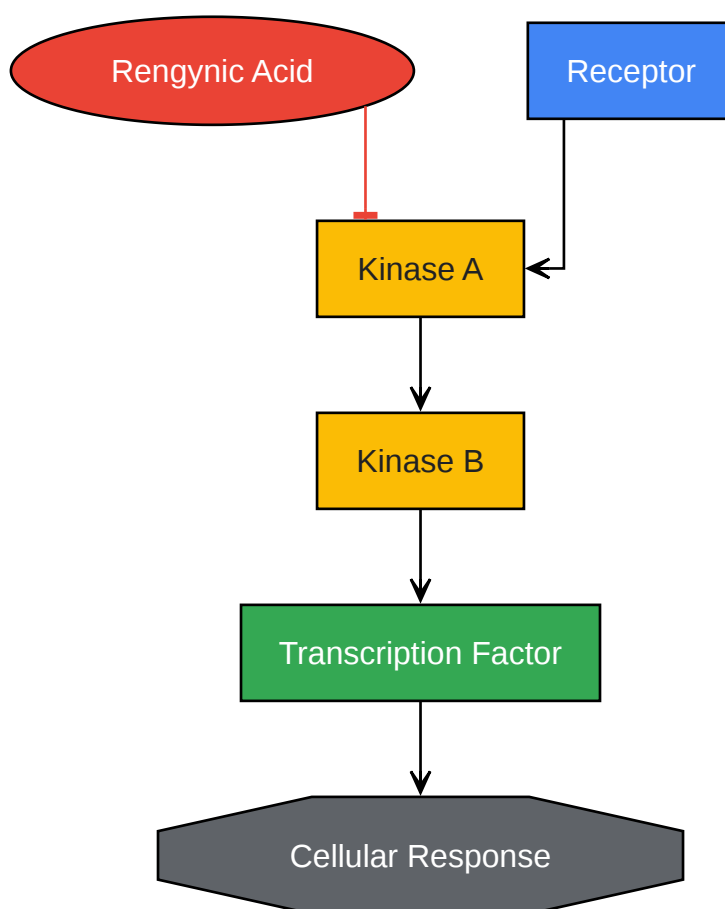 Rengynic Acid
Receptor
Kinase A
Kinase B
Transcription Factor
Cellular Response